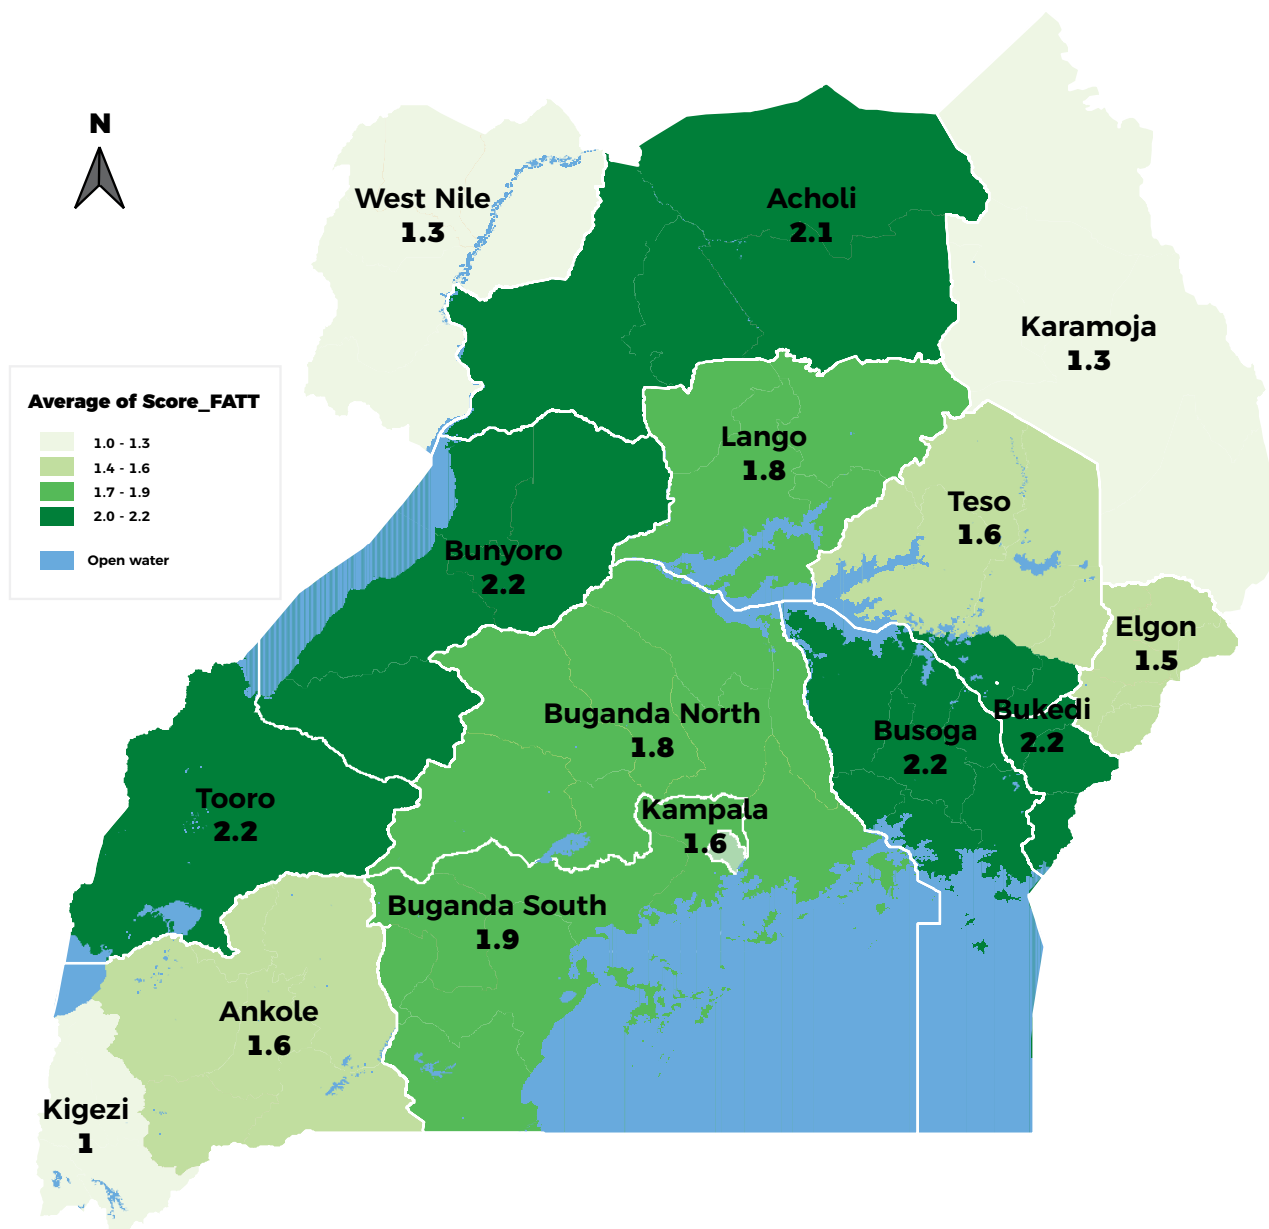 N
West Nile
1.3
Acholi
2.1
Karamoja
1.3
Average of Score_FATT
1.0 - 1.3
1.4 - 1.6
1.7 - 1.9
2.0 - 2.2
Open water
Lango
1.8
Teso
1.6
Bunyoro
2.2
Elgon
1.5
Buganda North
1.8
Busoga
2.2
Bukedi
2.2
Tooro
2.2
Kampala
1.6
Buganda South
1.9
Ankole
1.6
Kigezi
1